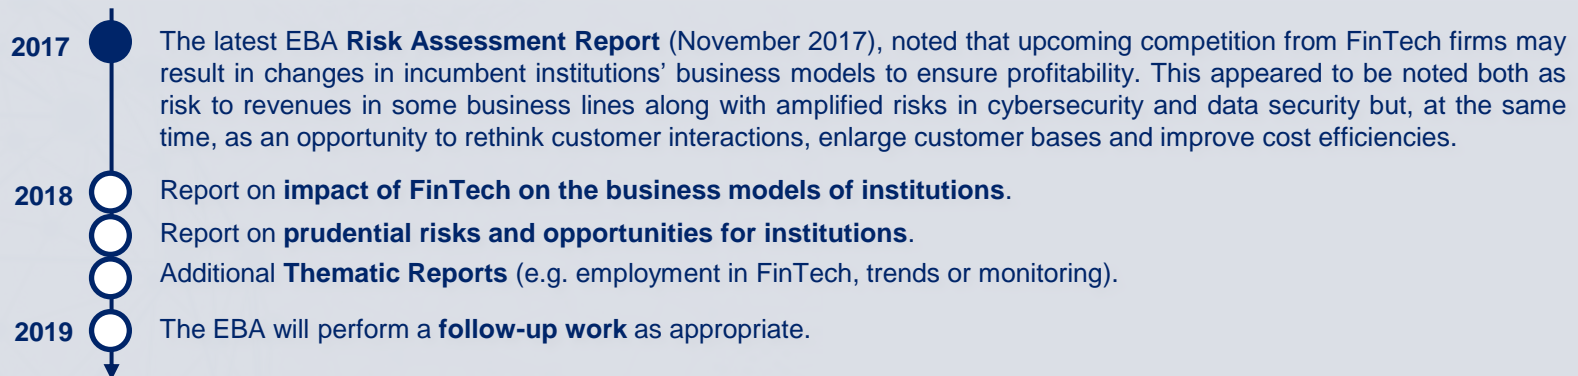 2017
The latest EBA Risk Assessment Report (November 2017), noted that upcoming competition from FinTech firms may
result in changes in incumbent institutions' business models to ensure profitability. This appeared to be noted both as
risk to revenues in some business lines along with amplified risks in cybersecurity and data security but, at the same
time, as an opportunity to rethink customer interactions, enlarge customer bases and improve cost efficiencies.
2018
Report on impact of FinTech on the business models of institutions.
Report on prudential risks and opportunities for institutions.
Additional Thematic Reports (e.g. employment in FinTech, trends or monitoring).
2019
The EBA will perform a follow-up work as appropriate.